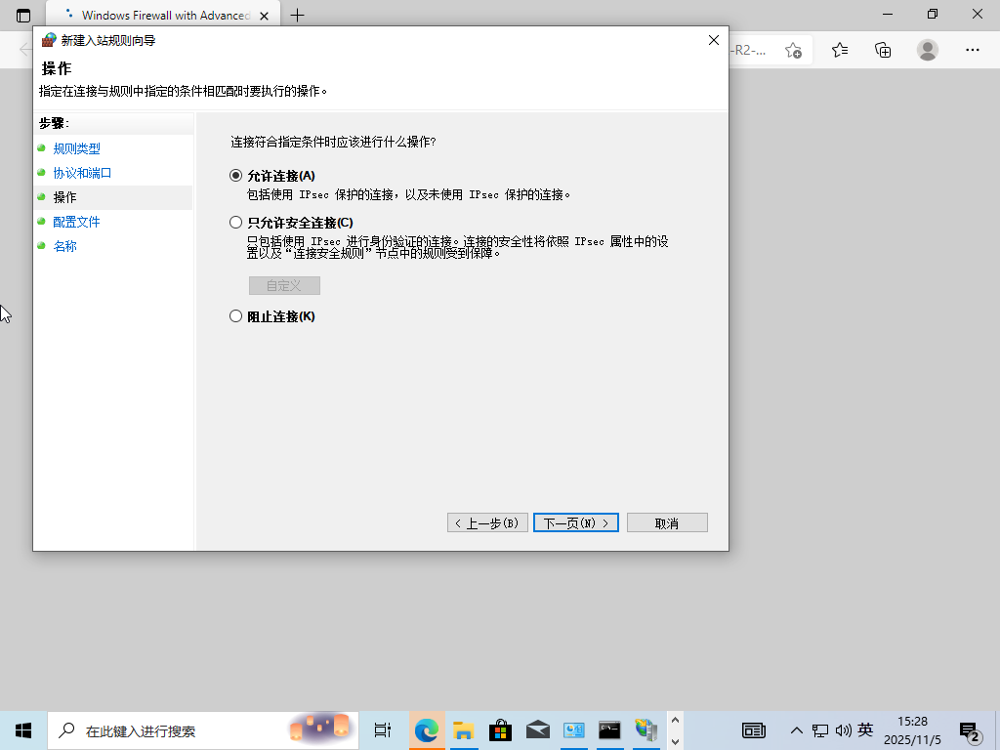 Windows Firewall with Advanced
新建入站规则向导
-R2-...
操作
指定在连接与规则中指定的条件相匹配时要执行的操作。
步骤:
规则类型
协议和端口
操作
配置文件
名称
连接符合指定条件时应该进行什么操作?
允许连接(A)
包括使用 IPsec 保护的连接，以及未使用 IPsec 保护的连接。
只允许安全连接(C)
只包括使用 IPsec 进行身份验证的连接。连接的安全性将依照 IPsec 属性中的设
置以及“连接安全规则”节点中的规则受到保障。
自定义
阻止连接(K)
< 上一步(B)
下一页(N) >
取消
在此键入进行搜索
英
15:28
2025/11/5
2